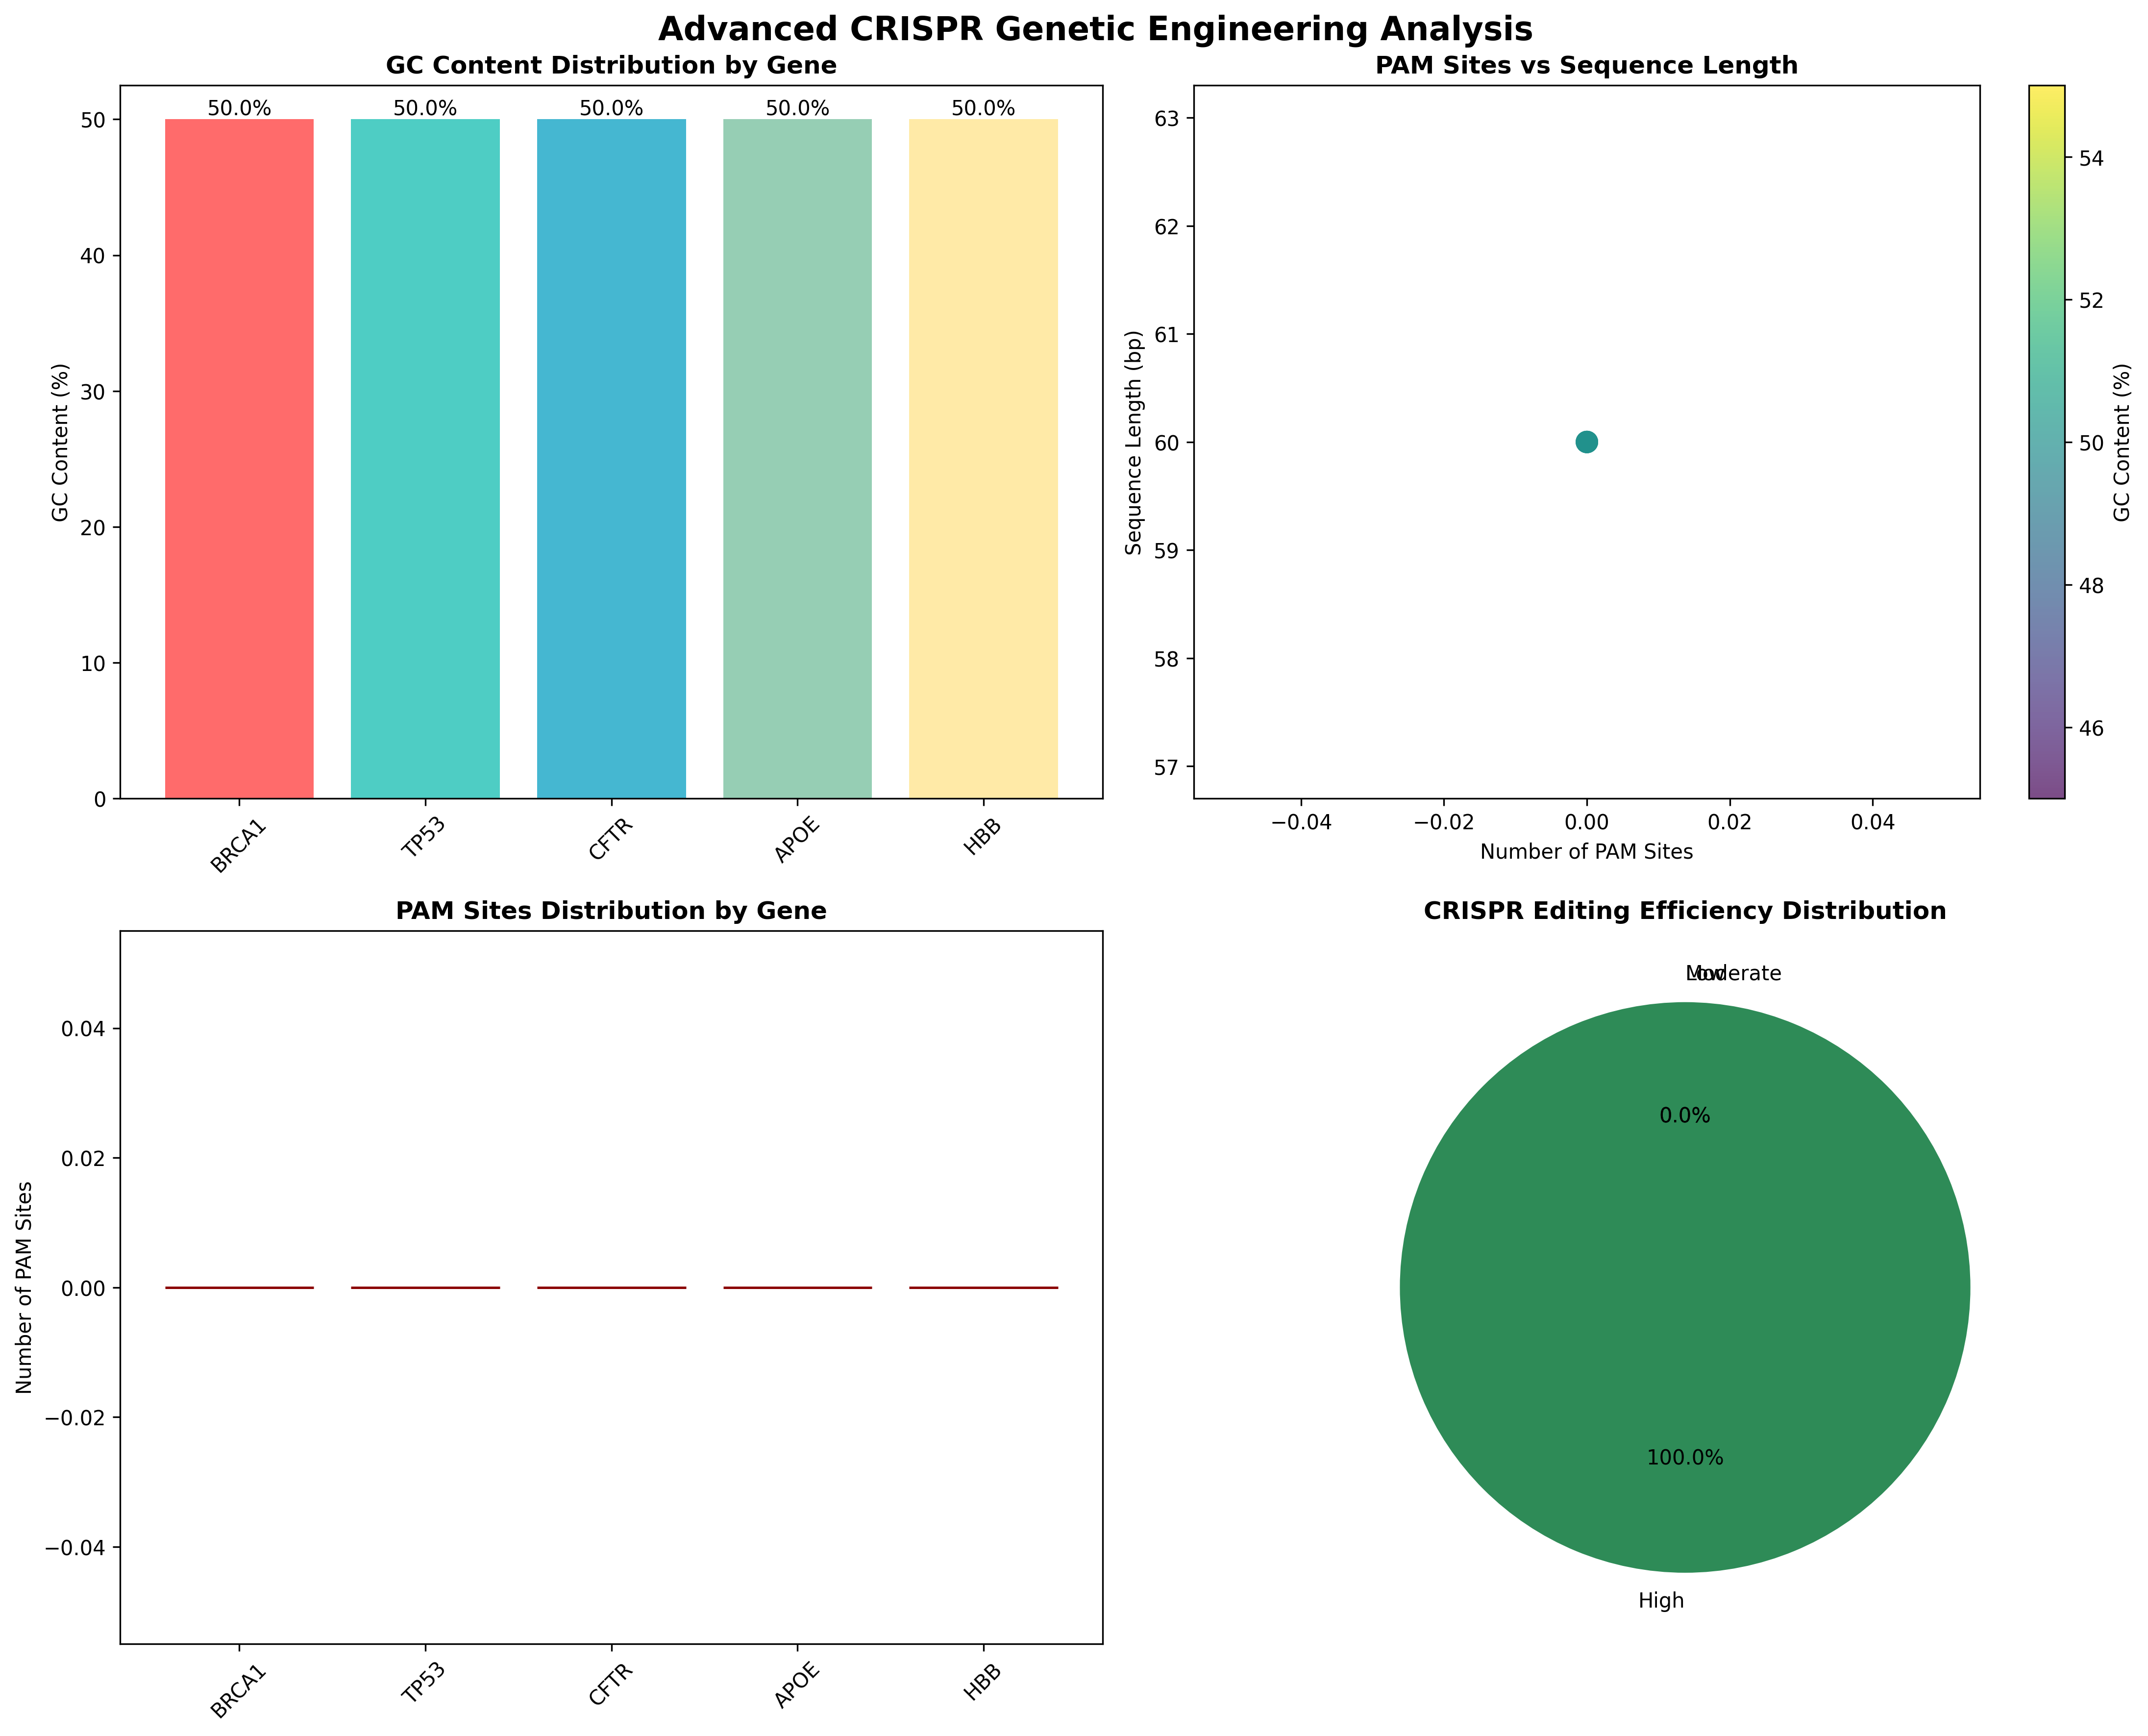 Advanced CRISPR Genetic Engineering Analysis
GC Content Distribution by Gene
50.0% 50.0% 50.0% 50.0% 50.0%
GC Content (%)
50
40
30
20
10
0
BRCA1 TP53 CFTR APOE HBB
PAM Sites vs Sequence Length
Sequence Length (bp)
63
62
61
60
59
58
57
−0.04 −0.02 0.00 0.02 0.04
Number of PAM Sites
54
52
50
48
46
GC Content (%)
PAM Sites Distribution by Gene
Number of PAM Sites
0.04
0.02
0.00
−0.02
−0.04
BRCA1 TP53 CFTR APOE HBB
CRISPR Editing Efficiency Distribution
Moderate
Low
0.0%
100.0%
High